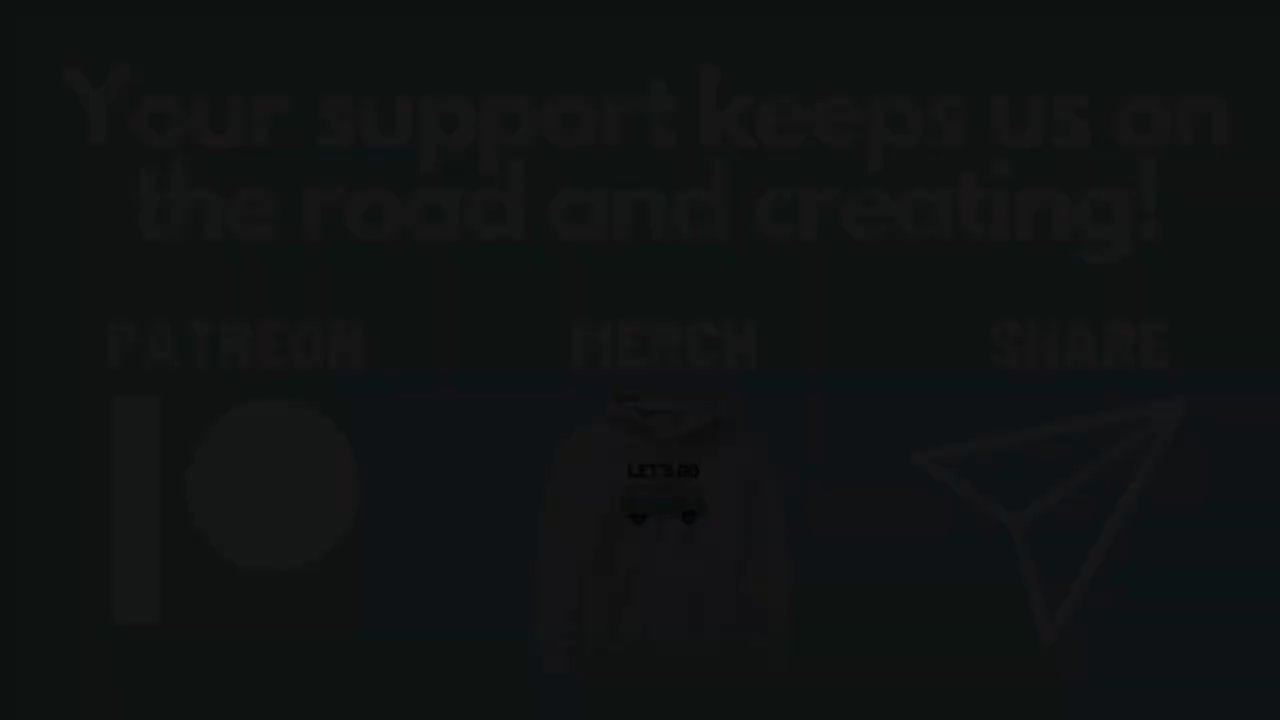 Your support keeps us on
the road and creating!
PATREON
MERCH
SHARE
LET'S GO